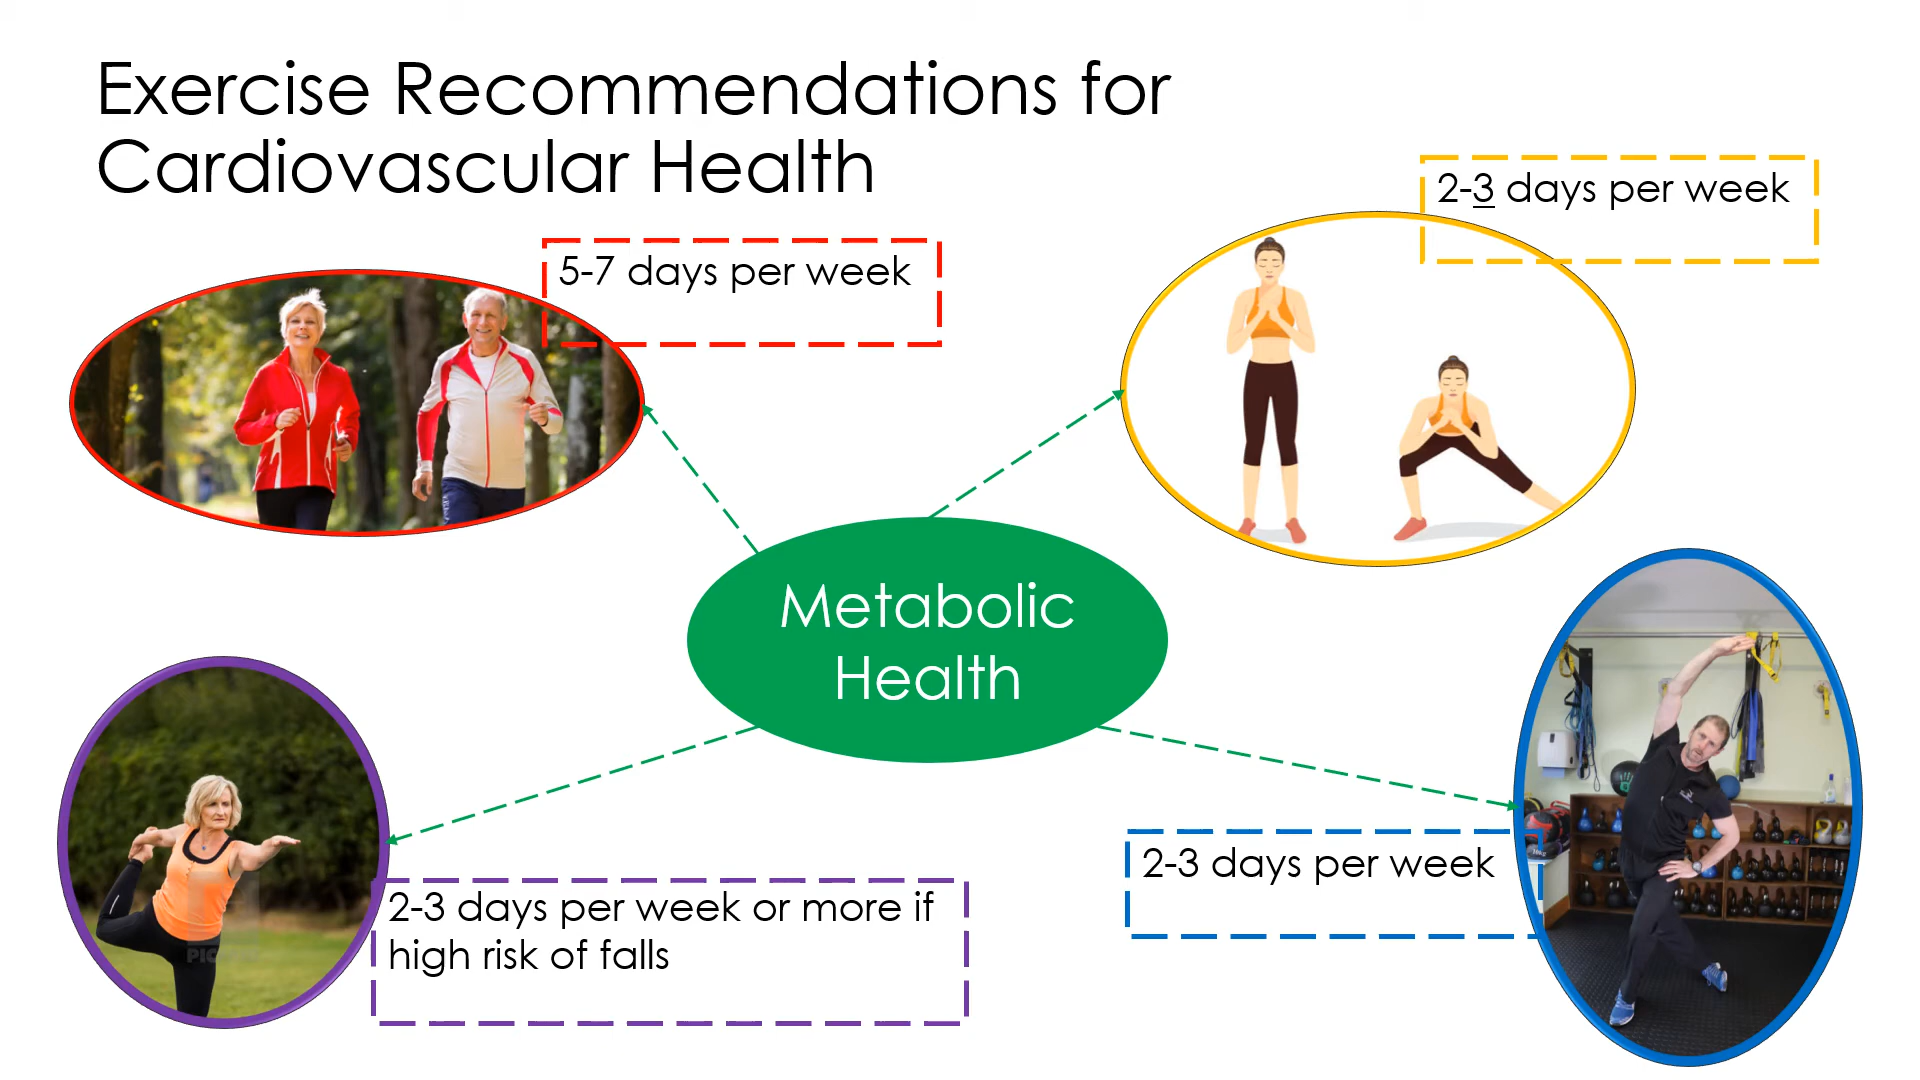 Exercise Recommendations for
Cardiovascular Health
2-3 days per week
5-7 days per week
Metabolic
Health
2-3 days per week
2-3 days per week or more if
high risk of falls